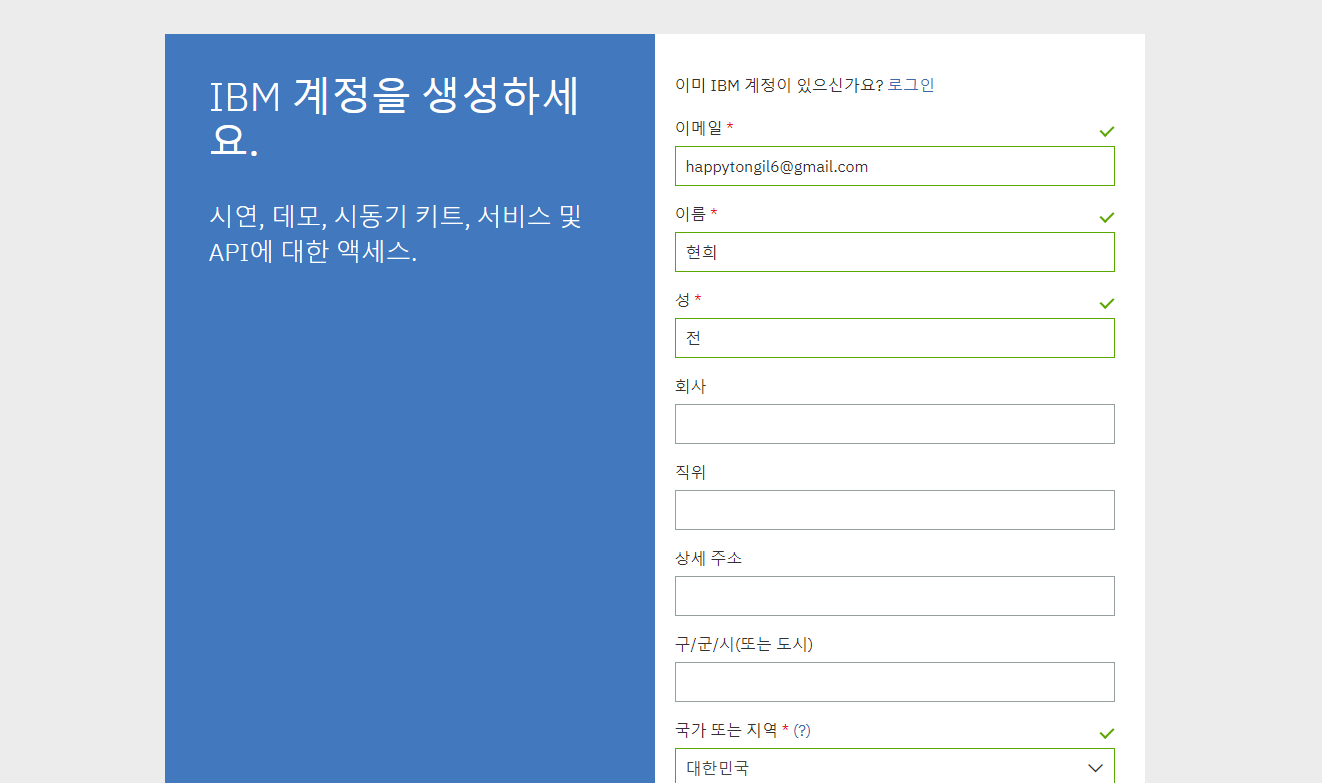 IBM 계정을 생성하세
요.
시연, 데모, 시동기 키트, 서비스 및
API에 대한 액세스.
이미 IBM 계정이 있으신가요? 로그인
이메일 *
happytongil6@gmail.com
이름 *
현희
성 *
전
회사
직위
상세 주소
구/군/시(또는 도시)
국가 또는 지역 * (?)
대한민국